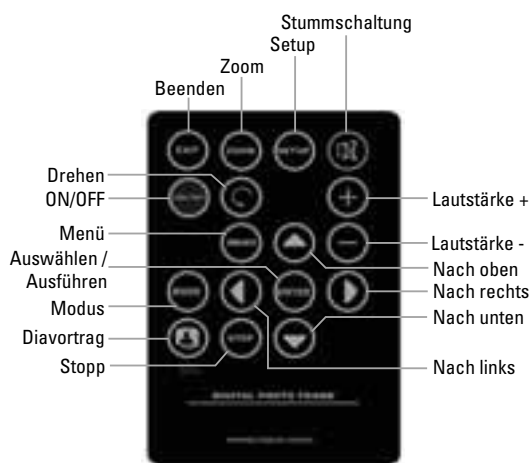 Stummschaltung
Setup
Zoom
Beenden
EXIT
ZOOM
SETUP
Drehen
ON/OFF
Lautstärke +
Menü
Lautstärke -
Auswählen /
Ausführen
Nach oben
Nach rechts
MODE
ENTER
Modus
Nach unten
Diavortrag
STOP
Stopp
Nach links
DIGITAL PHOTO FRAME